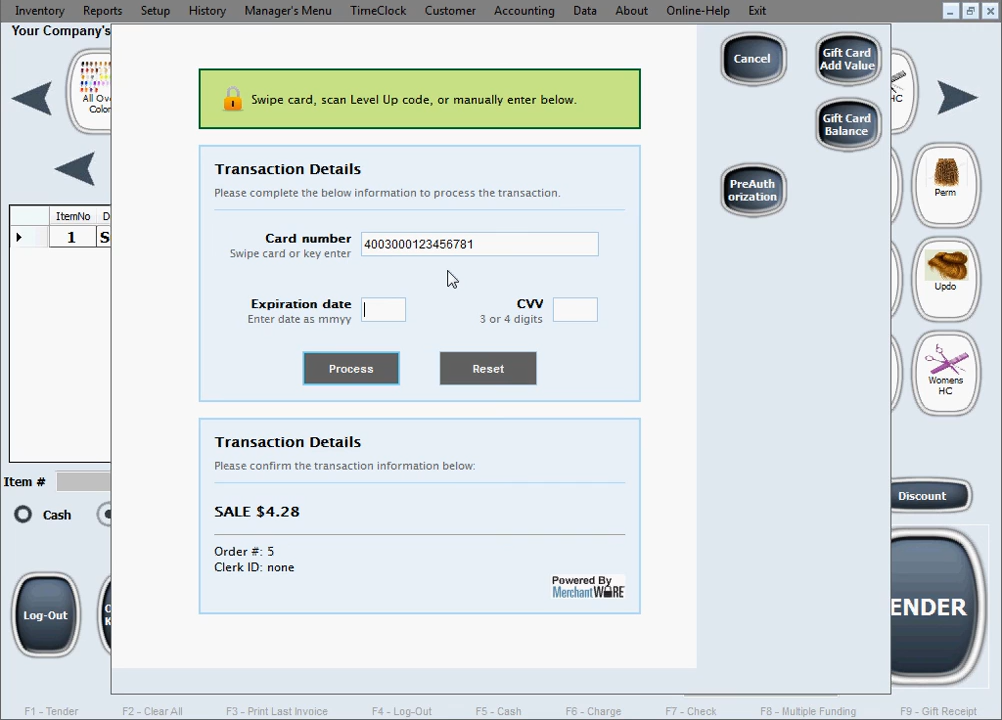 Inventory Reports Setup History Manager's Menu TimeClock Customer Accounting Data About Online-Help Exit
Your Company's
All Ov
Color
HC
Cancel
Gift Card
Add Value
Swipe card, scan Level Up code, or manually enter below.
Gift Card
Balance
Transaction Details
Please complete the below information to process the transaction.
PreAuth
orization
Perm
ItemNo D
1 S
Card number
Swipe card or key enter
4003000123456781
Updo
Expiration date
Enter date as mmyy
CVV
3 or 4 digits
Process Reset
Womens
HC
Transaction Details
Please confirm the transaction information below:
Item #
Discount
SALE $4.28
Cash
Order #: 5
Clerk ID: none
Powered By
MerchantWARE
Log-Out
ENDER
F1 - Tender F2 - Clear All F3 - Print Last Invoice F4 - Log-Out F5 - Cash F6 - Charge F7 - Check F8 - Multiple Funding F9 - Gift Receipt